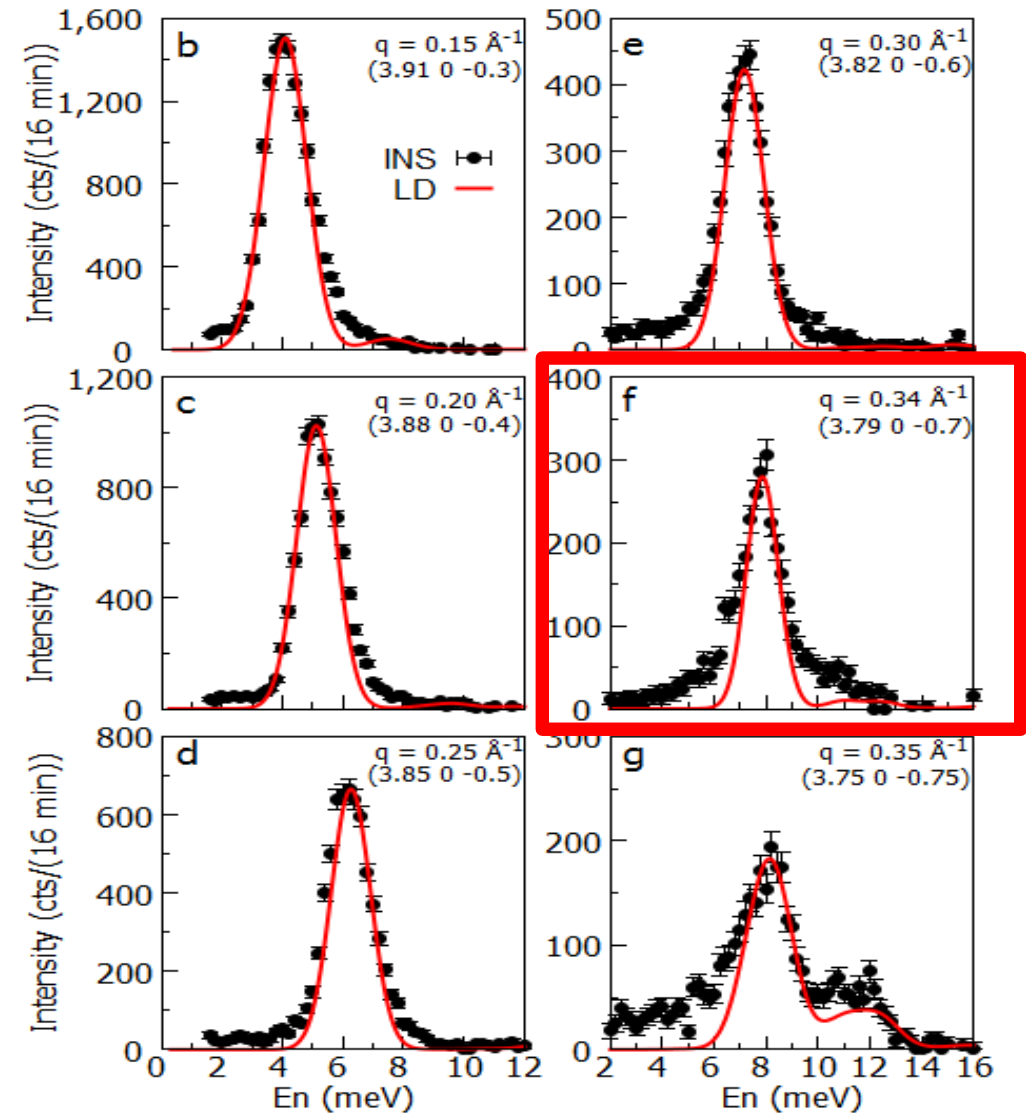 b
q = 0.15 Å⁻¹
(3.91 0 -0.3)
INS
LD
Intensity (cts/(16 min))
1,600
1,200
800
400
0
e
q = 0.30 Å⁻¹
(3.82 0 -0.6)
500
400
300
200
100
0
c
q = 0.20 Å⁻¹
(3.88 0 -0.4)
Intensity (cts/(16 min))
1,200
800
400
0
f
q = 0.34 Å⁻¹
(3.79 0 -0.7)
400
300
200
100
0
d
q = 0.25 Å⁻¹
(3.85 0 -0.5)
Intensity (cts/(16 min))
800
600
400
200
0
0 2 4 6 8 10 12
En (meV)
g
q = 0.35 Å⁻¹
(3.75 0 -0.75)
300
200
100
0
2 4 6 8 10 12 14 16
En (meV)